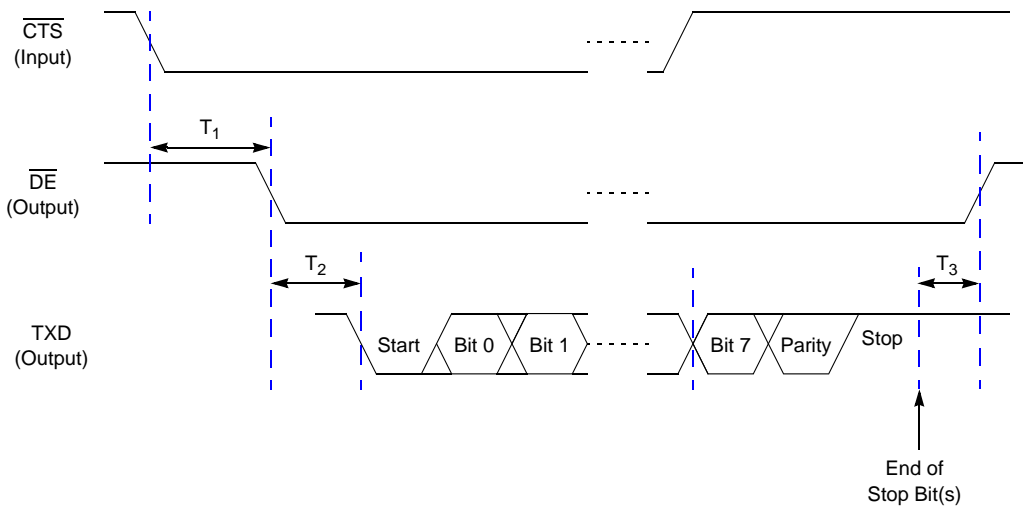 CTS
(Input)
T1
DE
(Output)
T2
T3
TXD
(Output)
Start
Bit 0
Bit 1
Bit 7
Parity
Stop
End of
Stop Bit(s)